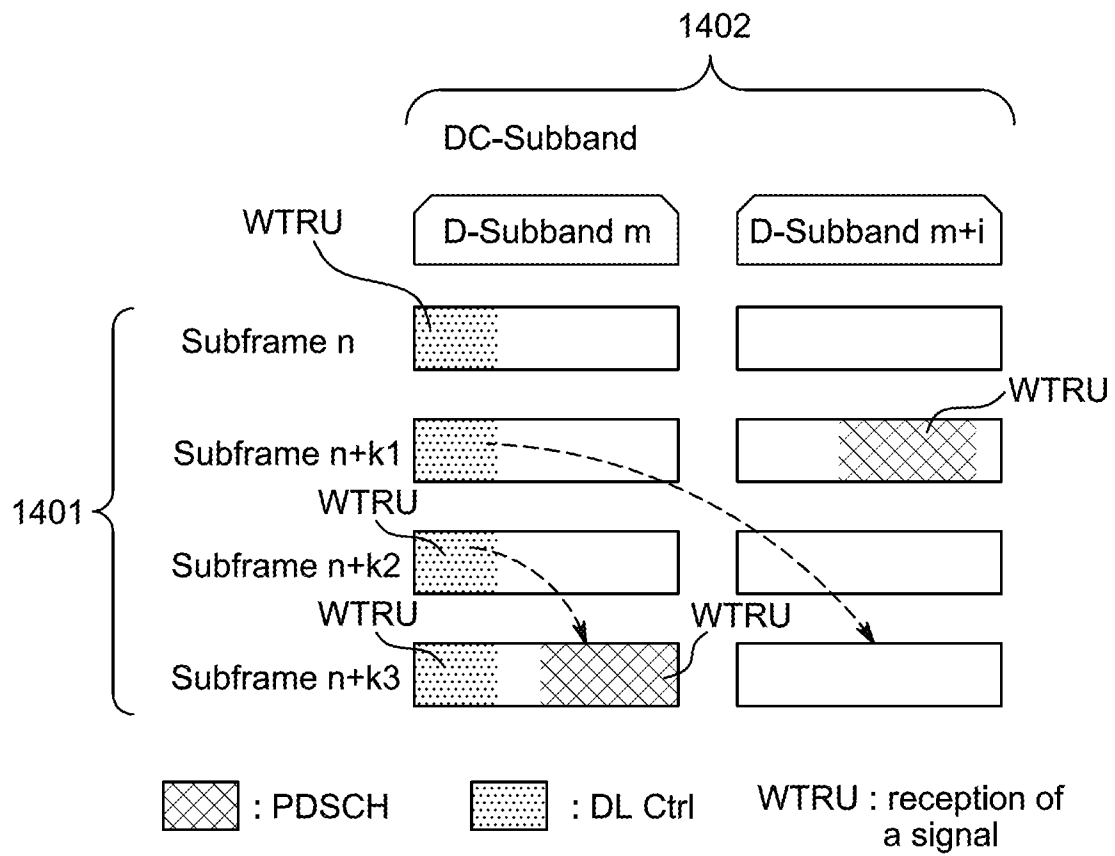 1402
DC-Subband
WTRU
D-Subband m
D-Subband m+i
Subframe n
WTRU
Subframe n+k1
1401
WTRU
Subframe n+k2
WTRU
WTRU
Subframe n+k3
: PDSCH
: DL Ctrl
WTRU : reception of
a signal